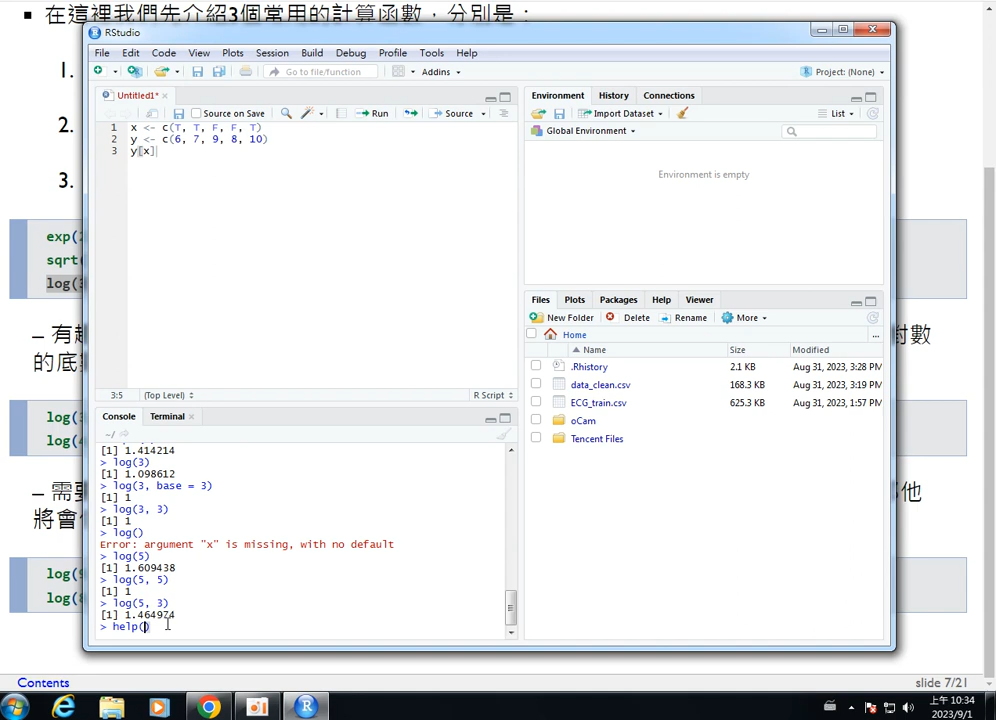 在這裡我們先介紹3個常用的計算函數，分別是：
1.
2.
3.
exp(
sqrt(
log(3
– 有
對數
的底
log(3
log(4
– 需
他
將會
log(9
log(8
RStudio
File Edit Code View Plots Session Build Debug Profile Tools Help
Go to file/function
Addins
Project: (None)
Untitled1*
Source on Save
Run
Source
1 x <- c(T, T, F, F, T)
2 y <- c(6, 7, 9, 8, 10)
3 y[x]
3:5 (Top Level) R Script
Console Terminal
~/
[1] 1.414214
> log(3)
[1] 1.098612
> log(3, base = 3)
[1] 1
> log(3, 3)
[1] 1
> log()
Error: argument "x" is missing, with no default
> log(5)
[1] 1.609438
> log(5, 5)
[1] 1
> log(5, 3)
[1] 1.464974
> help()
Environment History Connections
Import Dataset List
Global Environment
Environment is empty
Files Plots Packages Help Viewer
New Folder Delete Rename More
Home ...
Name Size Modified
.Rhistory 2.1 KB Aug 31, 2023, 3:28 PM
data_clean.csv 168.3 KB Aug 31, 2023, 3:19 PM
ECG_train.csv 625.3 KB Aug 31, 2023, 1:57 PM
oCam
Tencent Files
Contents
slide 7/21
上午 10:34
2023/9/1